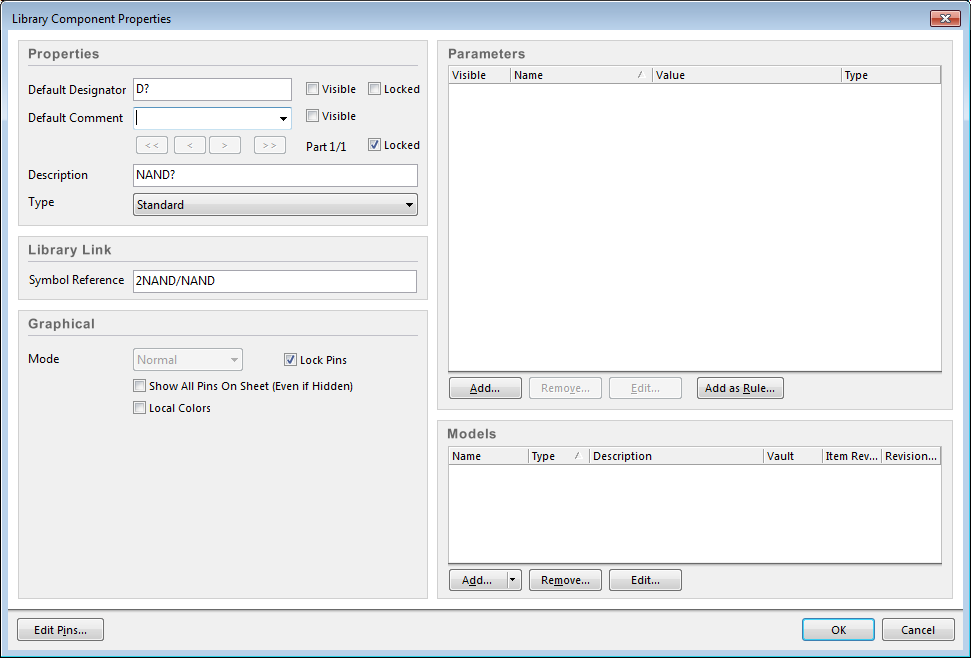 Library Component Properties
Properties
Default Designator D? Visible Locked
Default Comment Visible
<< < > >> Part 1/1 Locked
Description NAND?
Type Standard
Library Link
Symbol Reference 2NAND/NAND
Graphical
Mode Normal Lock Pins
Show All Pins On Sheet (Even if Hidden)
Local Colors
Parameters
Visible Name Value Type
Add... Remove... Edit... Add as Rule...
Models
Name Type Description Vault Item Rev... Revision...
Add... Remove... Edit...
Edit Pins... OK Cancel